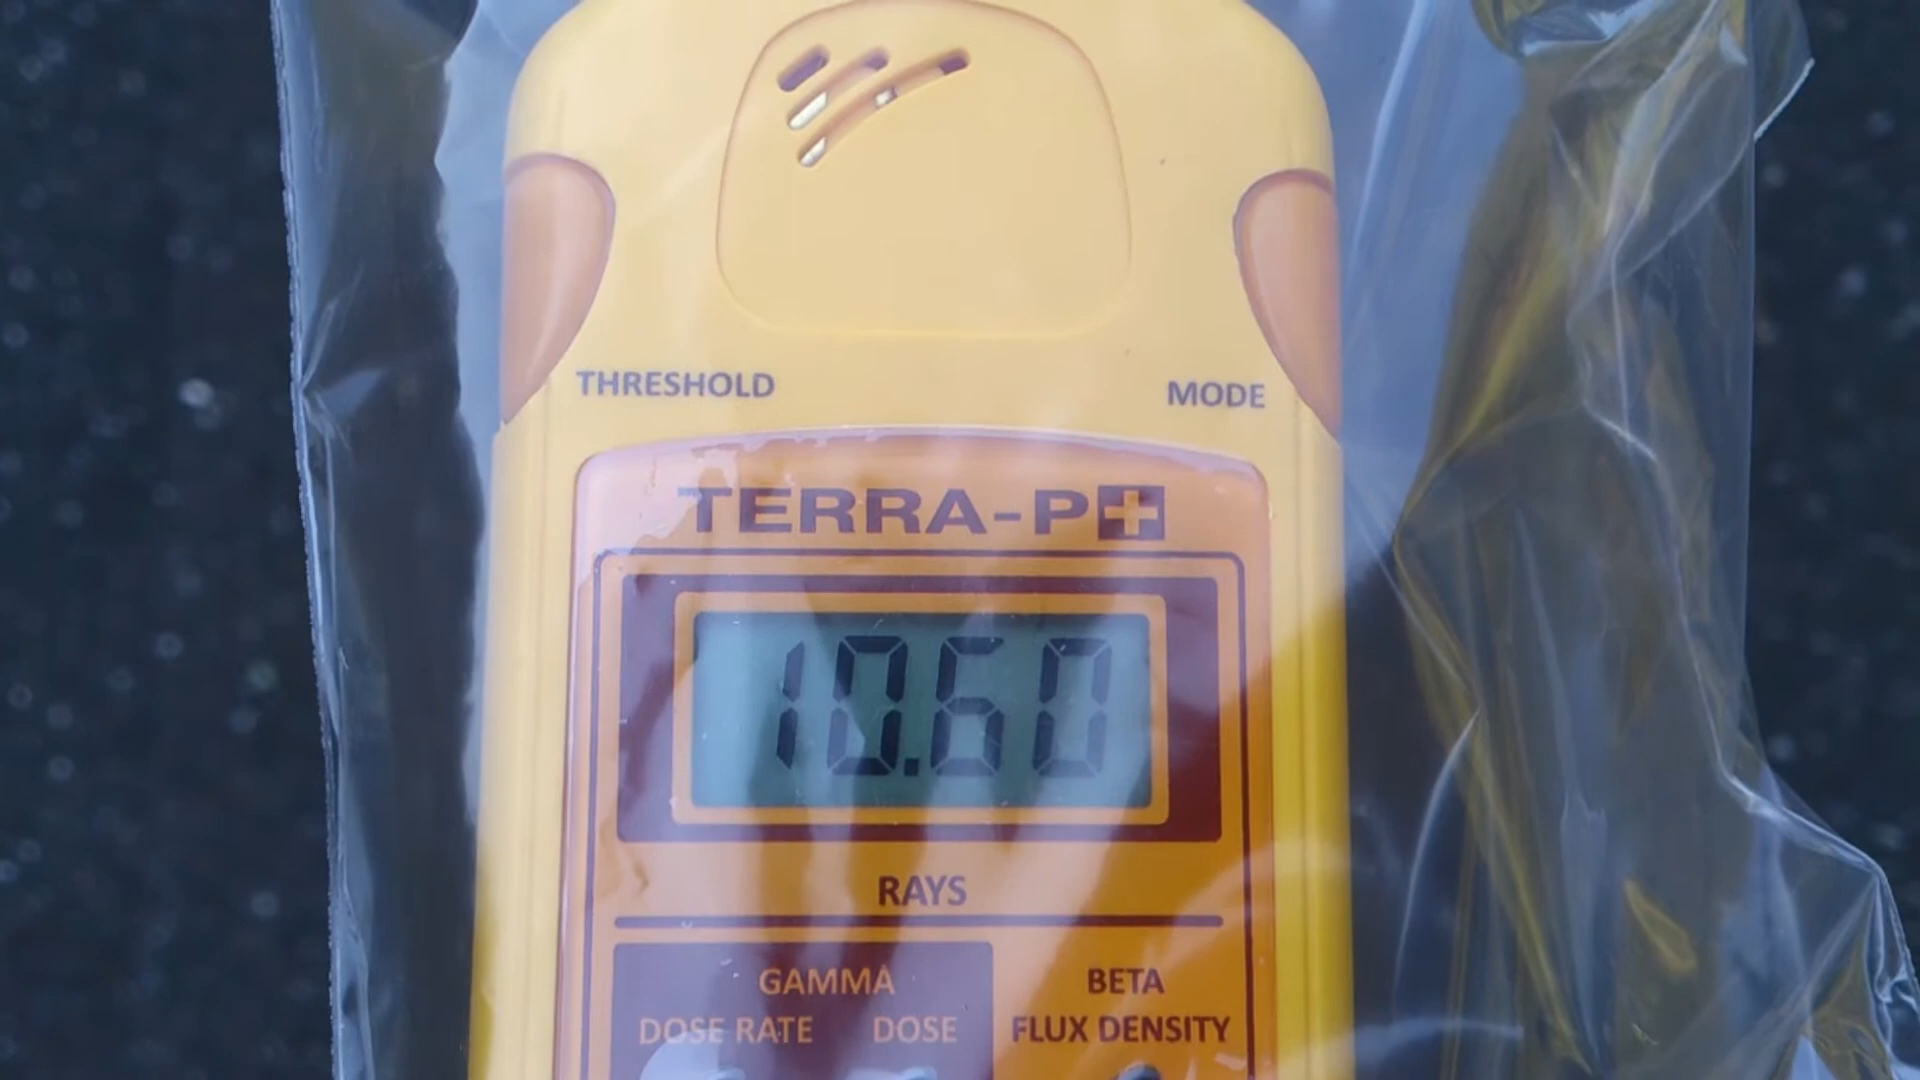 THRESHOLD
MODE
TERRA-P+
10.60
RAYS
GAMMA
BETA
DOSE RATE
DOSE
FLUX DENSITY